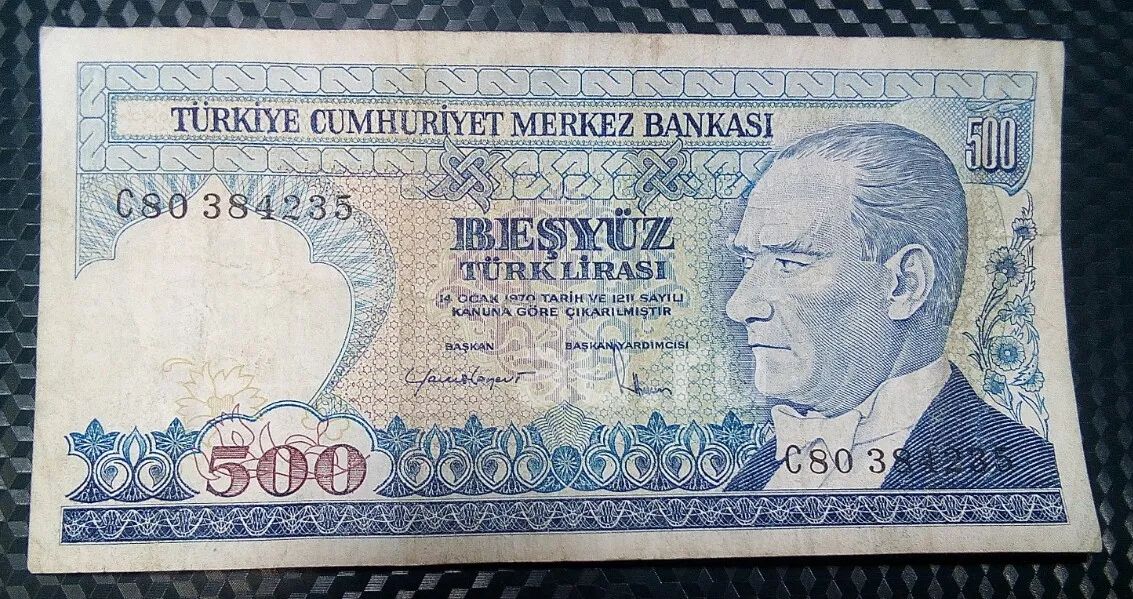 TÜRKİYE CUMHURİYET MERKEZ BANKASI
500
C80 384235
BEŞYÜZ
TÜRK LİRASI
14 OCAK 1970 TARİH VE 1211 SAYILI
KANUNA GÖRE ÇIKARILMIŞTIR
BAŞKAN BAŞKAN YARDIMCISI
500
C80 384235